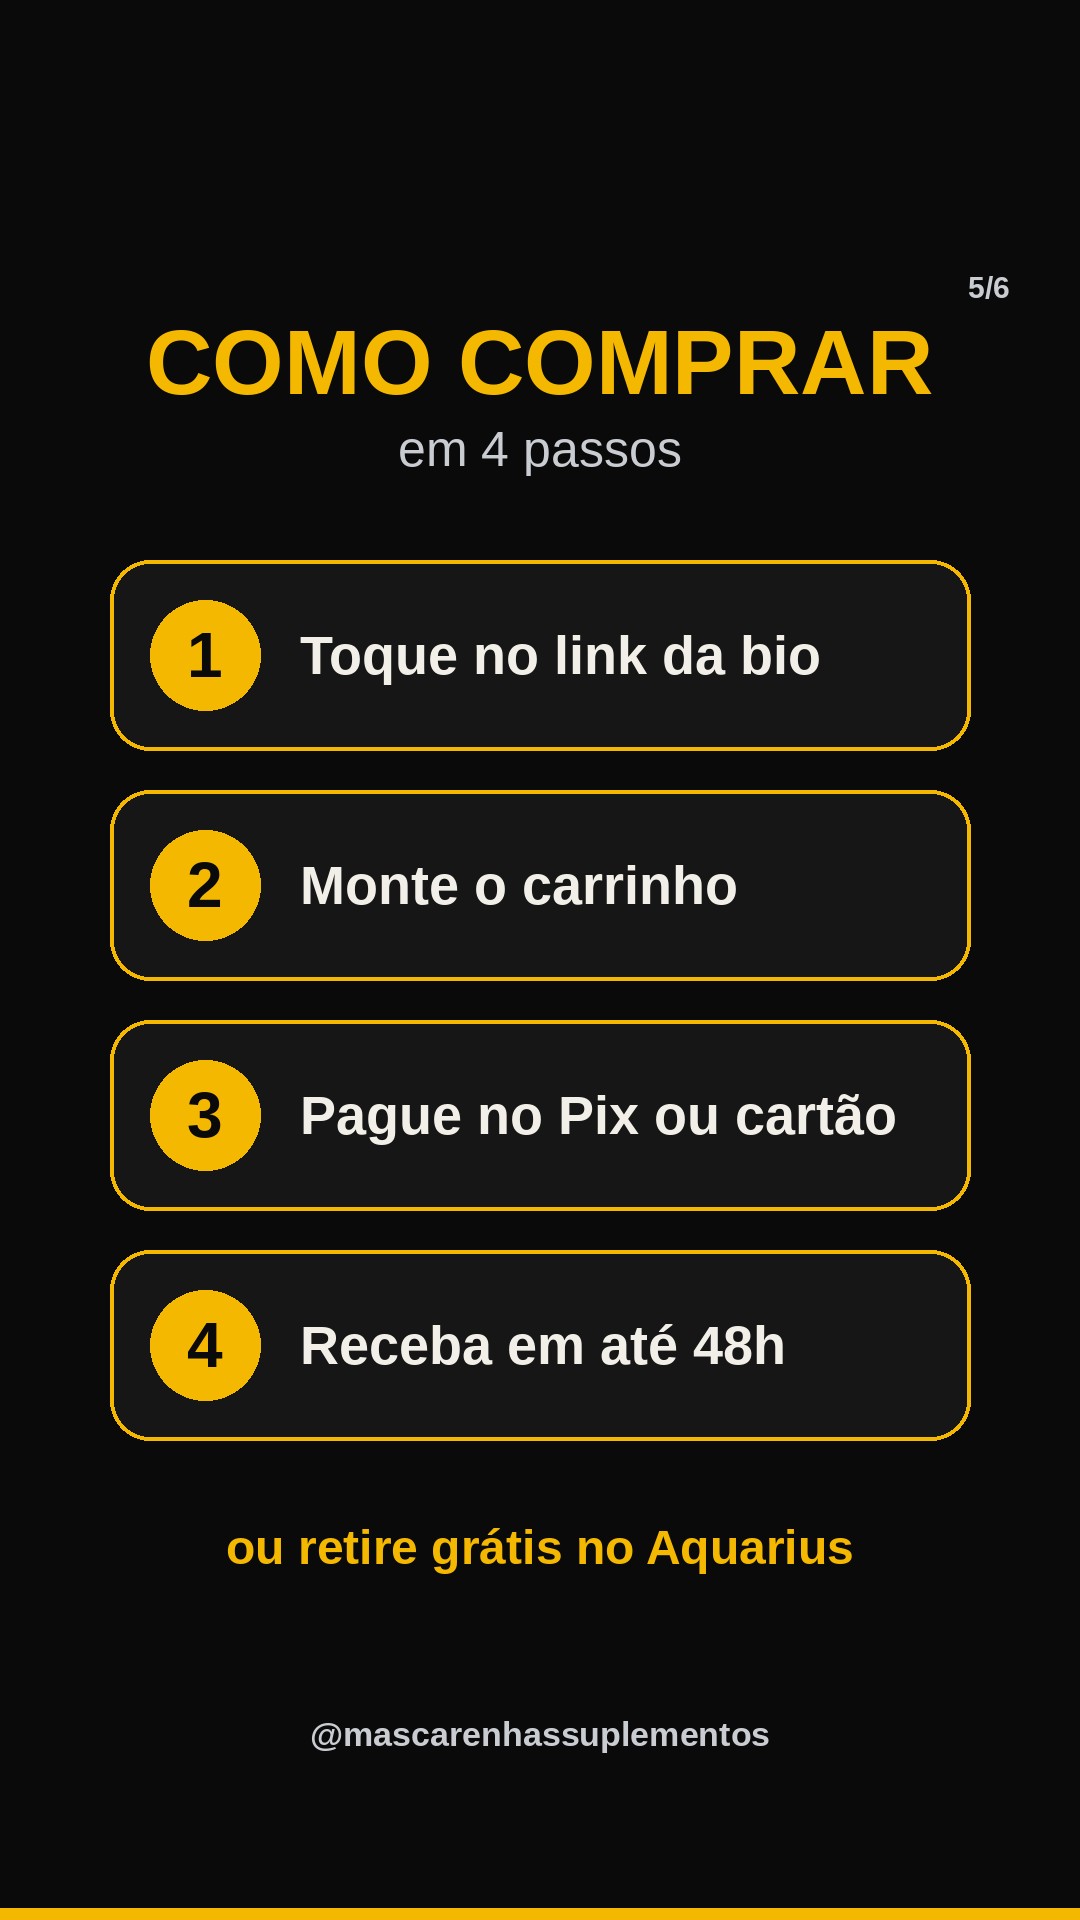 5/6
COMO COMPRAR
em 4 passos
1 Toque no link da bio
2 Monte o carrinho
3 Pague no Pix ou cartão
4 Receba em até 48h
ou retire grátis no Aquarius
@mascarenhassuplementos